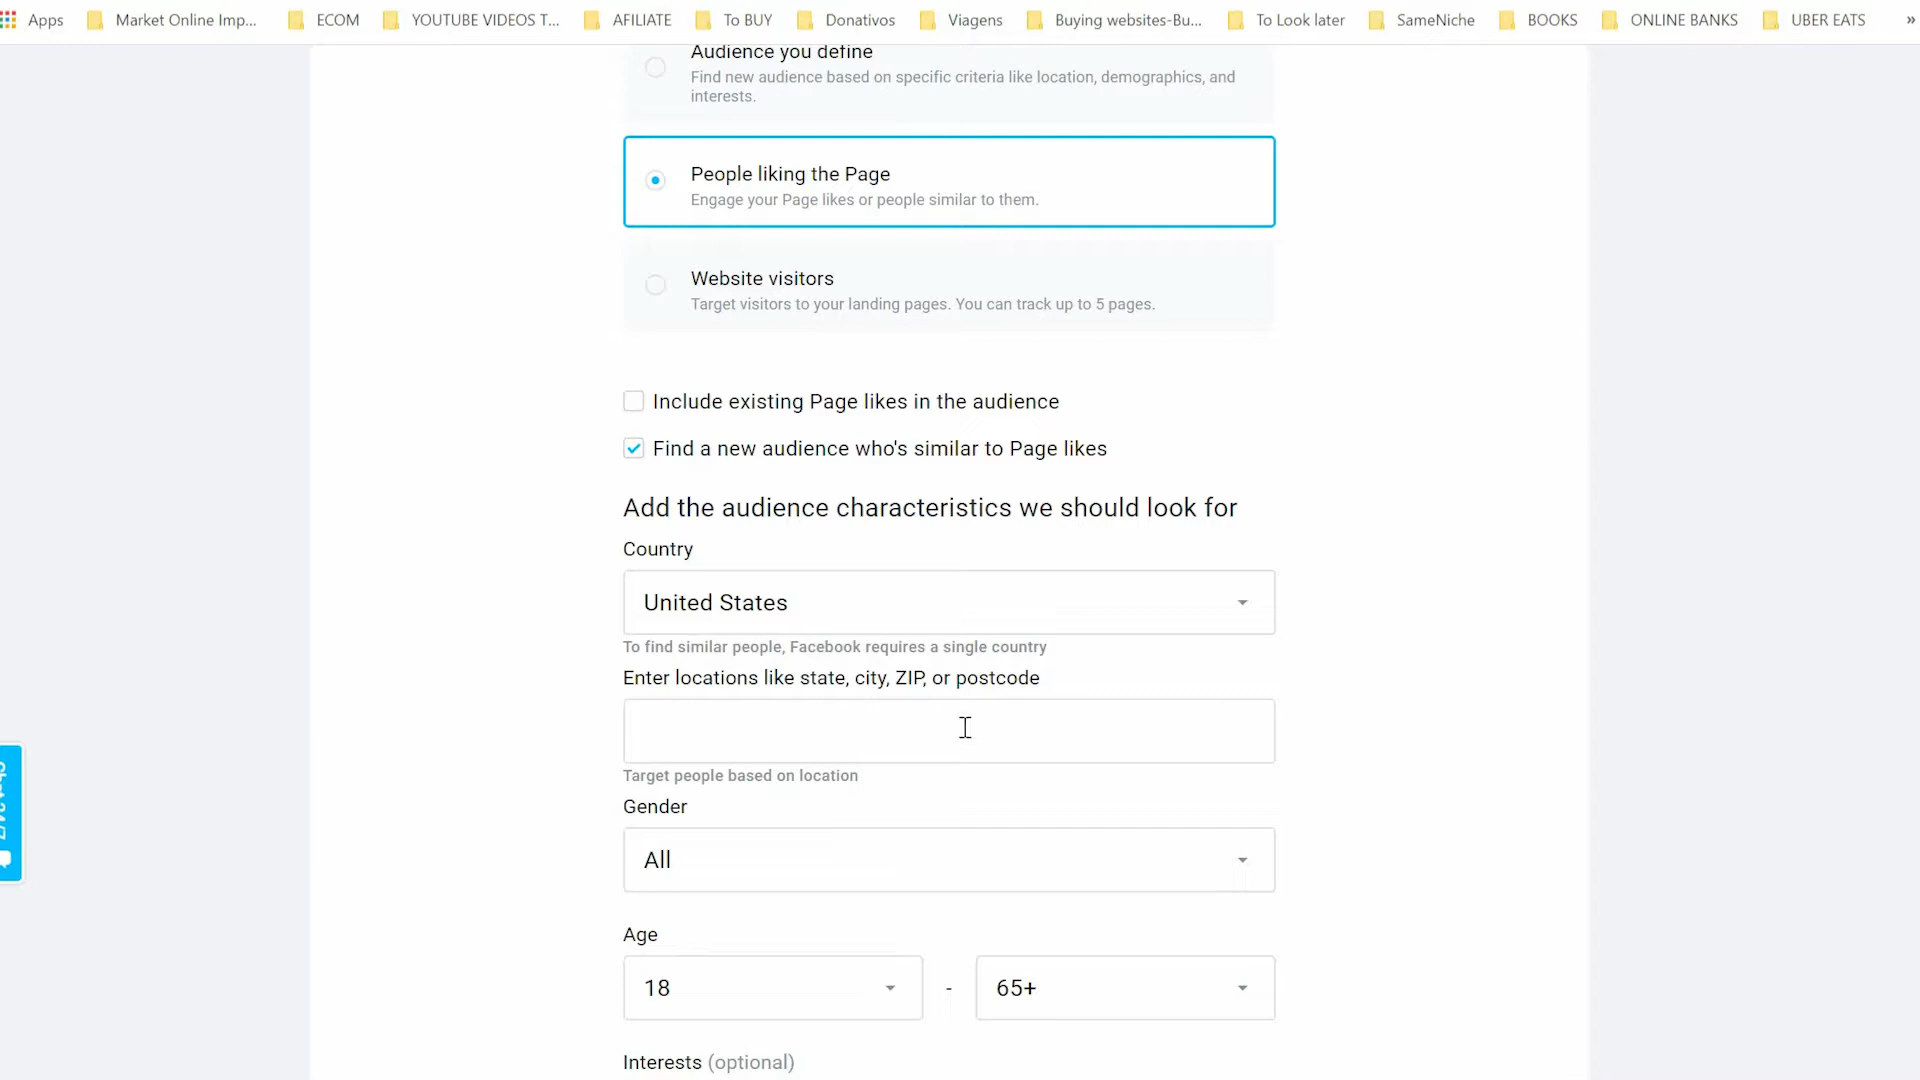 Apps Market Online Imp... ECOM YOUTUBE VIDEOS T... AFILIATE To BUY Donativos Viagens Buying websites-Bu... To Look later SameNiche BOOKS ONLINE BANKS UBER EATS »
Audience you define
Find new audience based on specific criteria like location, demographics, and
interests.
People liking the Page
Engage your Page likes or people similar to them.
Website visitors
Target visitors to your landing pages. You can track up to 5 pages.
Include existing Page likes in the audience
Find a new audience who's similar to Page likes
Add the audience characteristics we should look for
Country
United States
To find similar people, Facebook requires a single country
Enter locations like state, city, ZIP, or postcode
Target people based on location
Gender
All
Age
18 - 65+
Interests (optional)